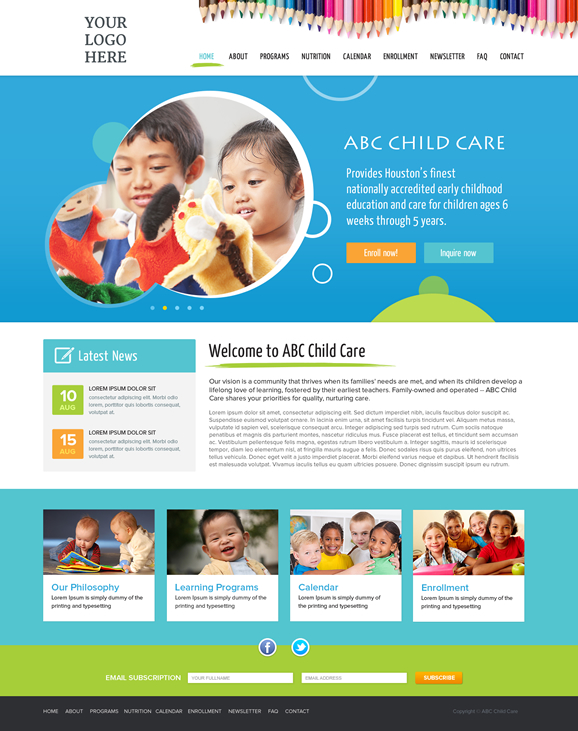 YOUR
LOGO
HERE
HOME ABOUT PROGRAMS NUTRITION CALENDAR ENROLLMENT NEWSLETTER FAQ CONTACT
ABC CHILD CARE
Provides Houston's finest
nationally accredited early childhood
education and care for children ages 6
weeks through 5 years.
Enroll now! Inquire now
Latest News
10
AUG
LOREM IPSUM DOLOR SIT
consectetur adipiscing elit. Morbi odio
lorem, porttitor quis lobortis consequat,
volutpat at.
15
AUG
LOREM IPSUM DOLOR SIT
consectetur adipiscing elit. Morbi odio
lorem, porttitor quis lobortis consequat,
volutpat at.
Welcome to ABC Child Care
Our vision is a community that thrives when its families' needs are met, and when its children develop a
lifelong love of learning, fostered by their early experiences. Family-owned and operated – ABC Child
Care shares your priorities for quality, nurturing care.
Lorem ipsum dolor sit amet, consectetur adipiscing elit. Sed dictum imperdiet nibh, iaculis faucibus dolor suscipit ac.
Suspendisse euismod volutpat ornare. In lacinia enim urna, sit amet facilisis turpis tincidunt vel. Aliquam metus massa,
vulputate id sapien vel, scelerisque consequat arcu. Integer adipiscing sed turpis sed rutrum. Cum sociis natoque
penatibus et magnis dis parturient montes, nascetur ridiculus mus. Fusce placerat est tellus, et tincidunt sem accumsan
ac. Vestibulum pellentesque felis magna, egestas rutrum libero vestibulum a. Integer sagittis, mauris id scelerisque
tempor, diam leo elementum nisl, at fringilla mauris augue a felis. Donec sodales risus quis purus eleifend, non ultrices
tellus vehicula. Donec eget velit a justo imperdiet placerat. Morbi eleifend varius neque et dapibus. Ut hendrerit facilisis
est malesuada volutpat. Vivamus iaculis tellus eu quam ultricies posuere. Donec dignissim suscipit ipsum et.
Our Philosophy
Lorem Ipsum is simply dummy of the
printing and typesetting
Learning Programs
Lorem Ipsum is simply dummy of the
printing and typesetting
Calendar
Lorem Ipsum is simply dummy of
the printing and typesetting
Enrollment
Lorem Ipsum is simply dummy of the
printing and typesetting
EMAIL SUBSCRIPTION YOUR FULLNAME EMAIL ADDRESS SUBSCRIBE
HOME ABOUT PROGRAMS NUTRITION CALENDAR ENROLLMENT NEWSLETTER FAQ CONTACT
Copyright © ABC Child Care